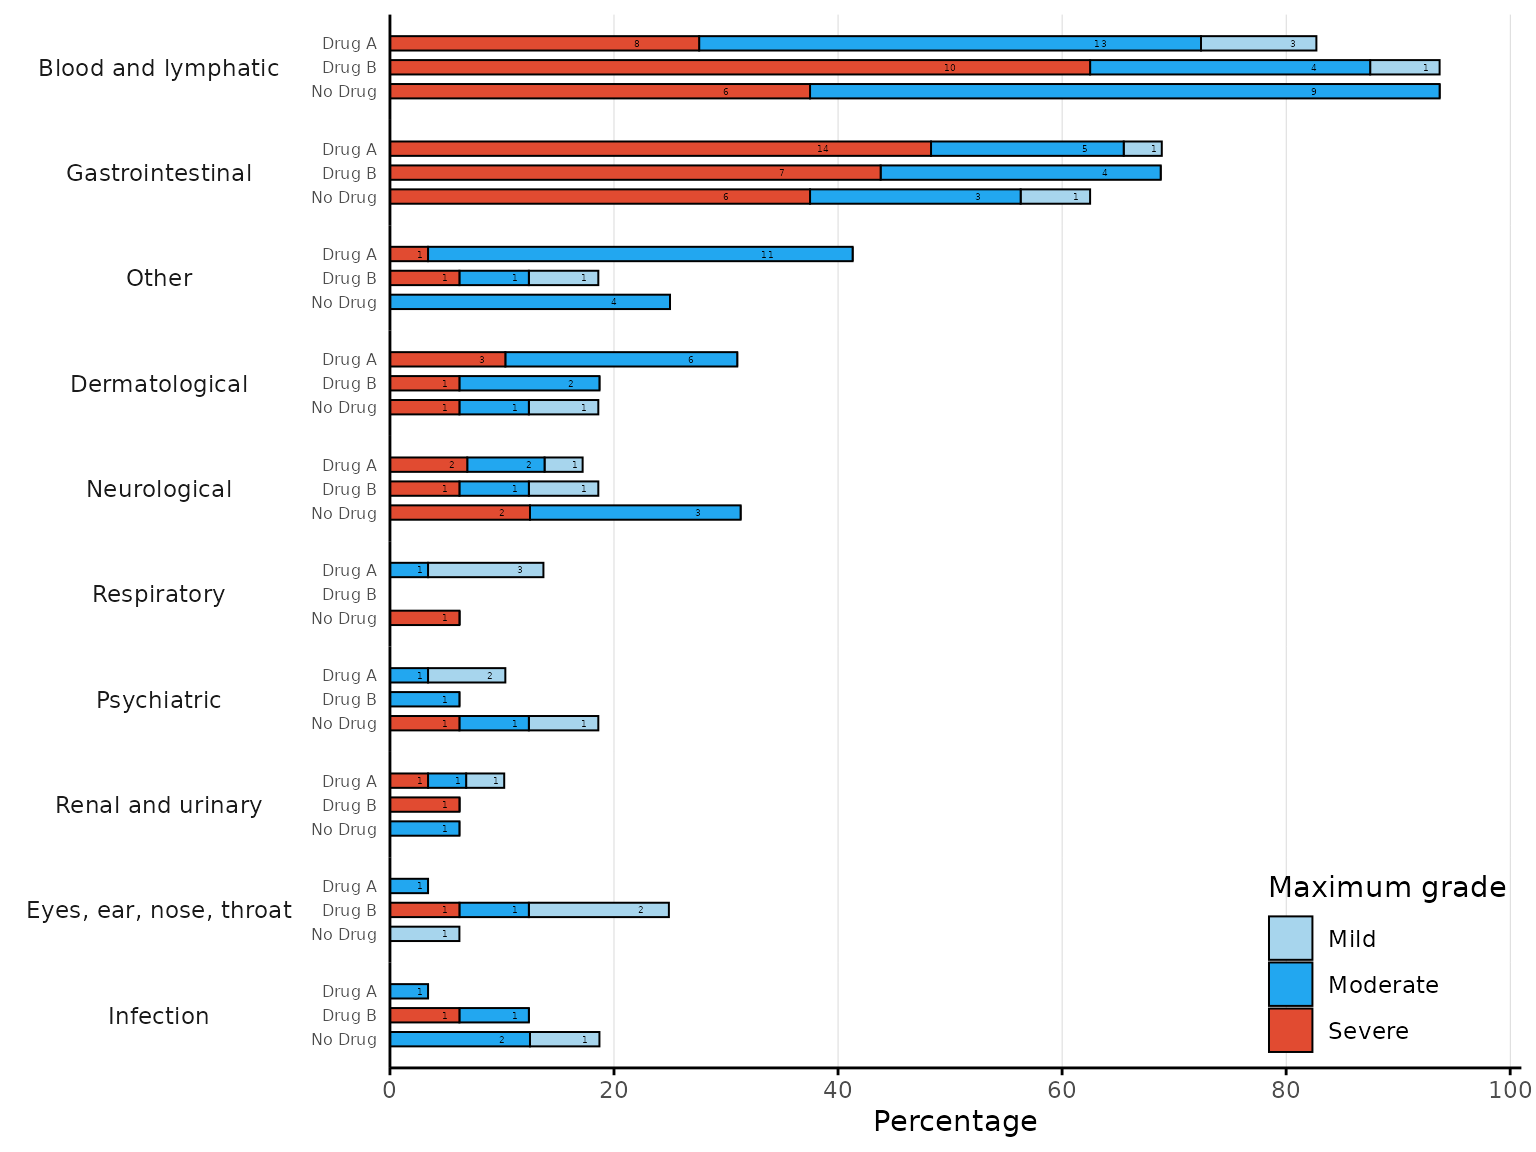 Blood and lymphatic
Drug A 8 13 3
Drug B 10 4 1
No Drug 6 9
Gastrointestinal
Drug A 14 5 1
Drug B 7 4
No Drug 6 3 1
Other
Drug A 1 11
Drug B 1 1 1
No Drug 4
Dermatological
Drug A 3 6
Drug B 1 2
No Drug 1 1 1
Neurological
Drug A 2 2 1
Drug B 1 1 1
No Drug 2 3
Respiratory
Drug A 1 3
Drug B
No Drug 1
Psychiatric
Drug A 1 2
Drug B 1
No Drug 1 1 1
Renal and urinary
Drug A 1 1 1
Drug B 1
No Drug 1
Eyes, ear, nose, throat
Drug A 1
Drug B 1 1 2
No Drug 1
Infection
Drug A 1
Drug B 1 1
No Drug 2 1
Maximum grade
Mild
Moderate
Severe
0 20 40 60 80 100
Percentage